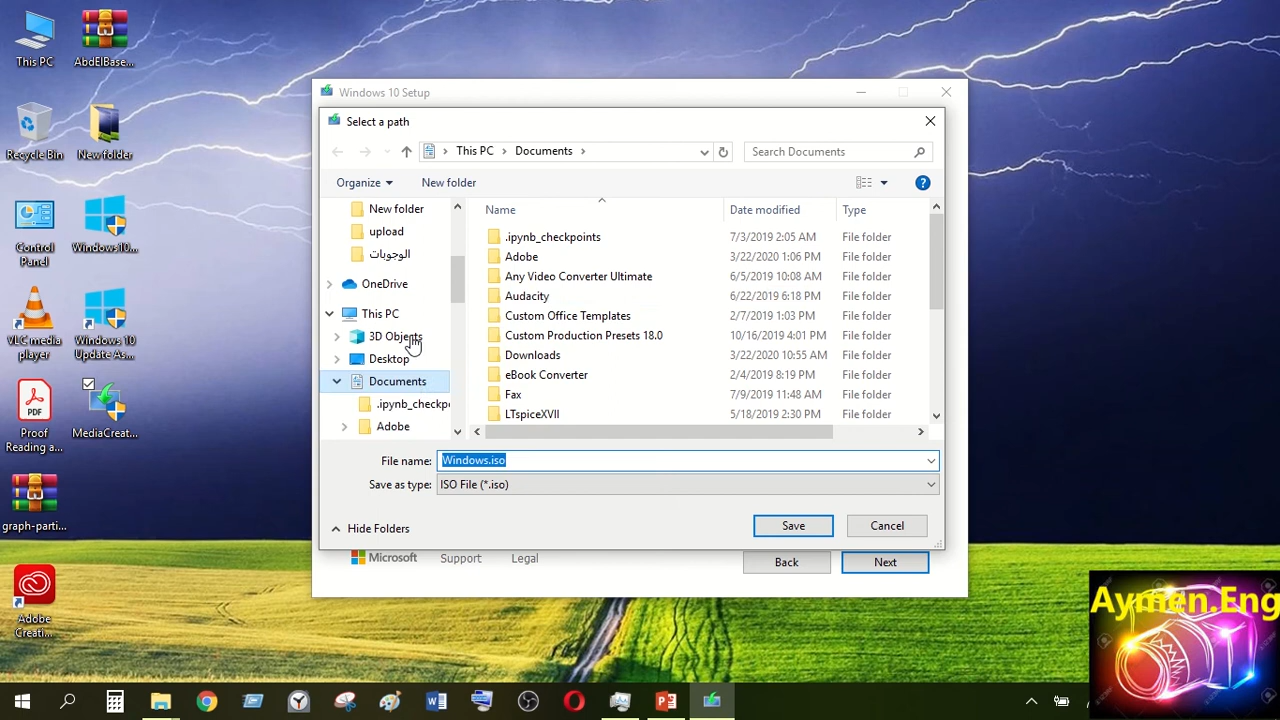 This PC
AbdElBase...
Recycle Bin
New folder
Control
Panel
Windows10...
VLC media
player
Windows 10
Update As...
Proof
Reading a...
MediaCreat...
PDF
graph-parti...
Adobe
Creati...
Windows 10 Setup
Select a path
This PC
Documents
Search Documents
Organize
New folder
New folder
upload
الوجوبات
OneDrive
This PC
3D Objects
Desktop
Documents
.ipynb_checkp
Adobe
Name
Date modified
Type
.ipynb_checkpoints 7/3/2019 2:05 AM File folder
Adobe 3/22/2020 1:06 PM File folder
Any Video Converter Ultimate 6/5/2019 10:08 AM File folder
Audacity 6/22/2019 6:18 PM File folder
Custom Office Templates 2/7/2019 1:03 PM File folder
Custom Production Presets 18.0 10/16/2019 4:01 PM File folder
Downloads 3/22/2020 10:55 AM File folder
eBook Converter 2/4/2019 8:19 PM File folder
Fax 7/9/2019 11:48 AM File folder
LTspiceXVII 5/18/2019 2:30 PM File folder
File name: Windows.iso
Save as type: ISO File (*.iso)
Hide Folders
Save
Cancel
Microsoft
Support
Legal
Back
Next
Aymen.Eng